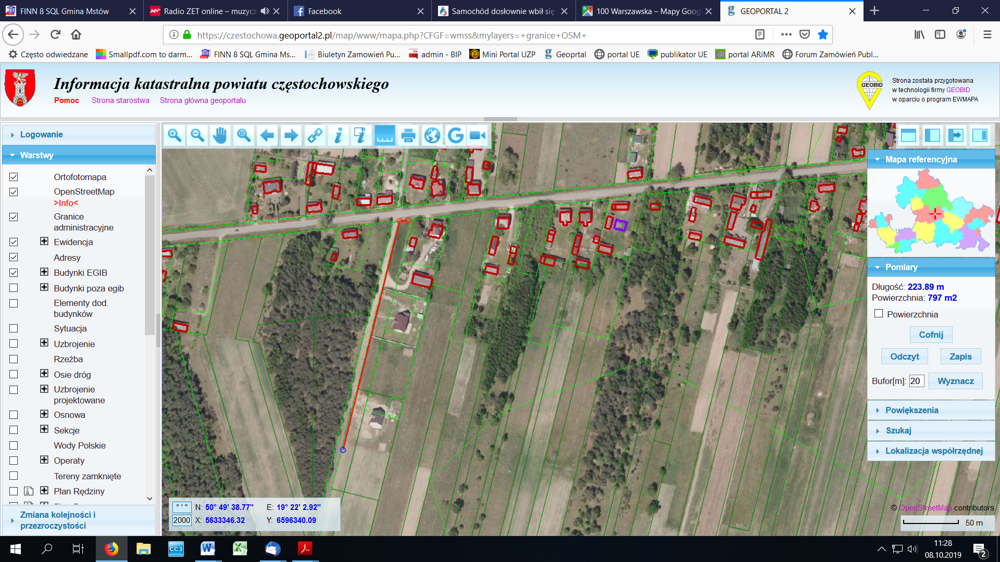 FINN 8 SQL Gmina Mstów
Radio ZET online – muzycz
Facebook
Samochód dosłownie wbił się
100 Warszawska – Mapy Goog
GEOPORTAL 2
https://czestochowa.geoportal2.pl/map/www/mapa.php?CFGF=wmss&mylayers=+granice+OSM+
Często odwiedzane
Smallpdf.com to darm...
FINN 8 SQL Gmina Ms...
Biuletyn Zamowień Pu...
admin - BIP
Mini Portal UZP
Geoprtal
portal UE
publikator UE
portal ARiMR
Forum Zamówień Publ...
Informacja katastralna powiatu częstochowskiego
Pomoc Strona starostwa Strona główna geoportalu
GEOBID
Strona została przygotowana
w technologii firmy GEOBID
w oparciu o program EWMAPA
Logowanie
Warstwy
Ortofotomapa
OpenStreetMap
>Info<
Granice
administracyjne
Ewidencja
Adresy
Budynki EGIB
Budynki poza egib
Elementy dod.
budynków
Sytuacja
Uzbrojenie
Rzeźba
Osie dróg
Uzbrojenie
projektowane
Osnowa
Sekcje
Wody Polskie
Operaty
Tereny zamknięte
Plan Rędziny
Zmiana kolejności i
przezroczystości
Mapa referencyjna
Pomiary
Długość: 223.89 m
Powierzchnia: 797 m2
Powierzchnia
Cofnij
Odczyt Zapis
Bufor[m]: 20 Wyznacz
Powiększenia
Szukaj
Lokalizacja współrzędnej
° ' " N: 50° 49' 38.77" E: 19° 22' 2.92"
2000 X: 5633346.32 Y: 6596340.09
© OpenStreetMap contributors
50 m
CC3
11:28
08.10.2019
2